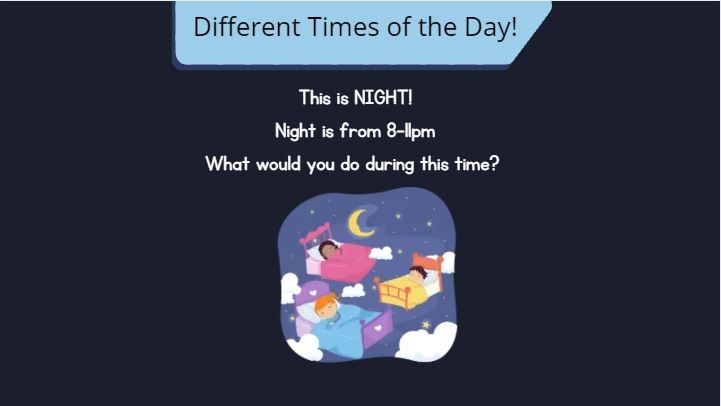 Different Times of the Day!
This is NIGHT!
Night is from 8-11pm
What would you do during this time?